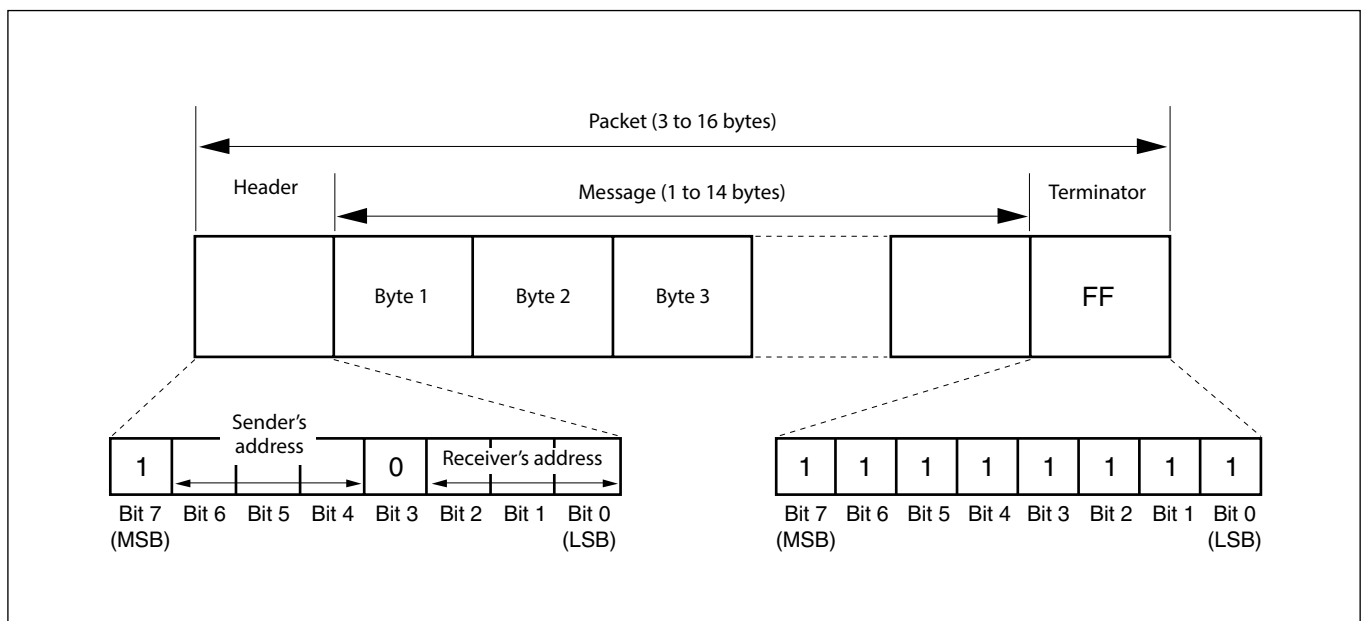 Packet (3 to 16 bytes)
Header
Message (1 to 14 bytes)
Terminator
Byte 1
Byte 2
Byte 3
FF
Sender’s
address
1
0
Receiver’s address
Bit 7 Bit 6 Bit 5 Bit 4 Bit 3 Bit 2 Bit 1 Bit 0
(MSB) (LSB)
1 1 1 1 1 1 1 1
Bit 7 Bit 6 Bit 5 Bit 4 Bit 3 Bit 2 Bit 1 Bit 0
(MSB) (LSB)